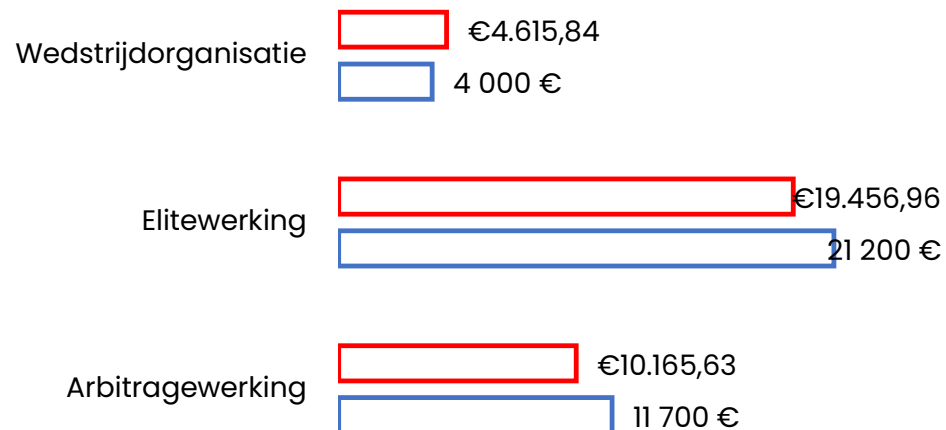 €4.615,84
Wedstrijdorganisatie
4 000 €
€19.456,96
Elitewerking
21 200 €
€10.165,63
Arbitragewerking
11 700 €